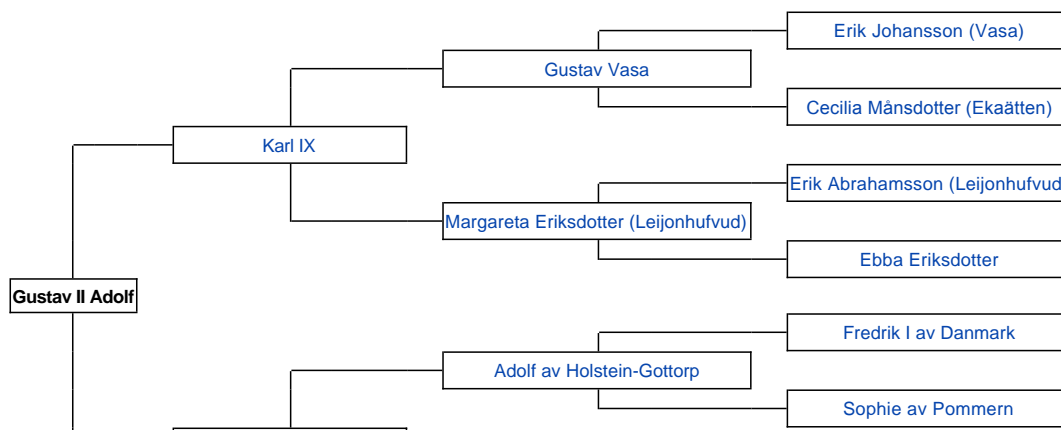 Erik Johansson (Vasa)
Gustav Vasa
Cecilia Månsdotter (Ekaätten)
Karl IX
Erik Abrahamsson (Leijonhufvud
Margareta Eriksdotter (Leijonhufvud)
Ebba Eriksdotter
Gustav II Adolf
Fredrik I av Danmark
Adolf av Holstein-Gottorp
Sophie av Pommern